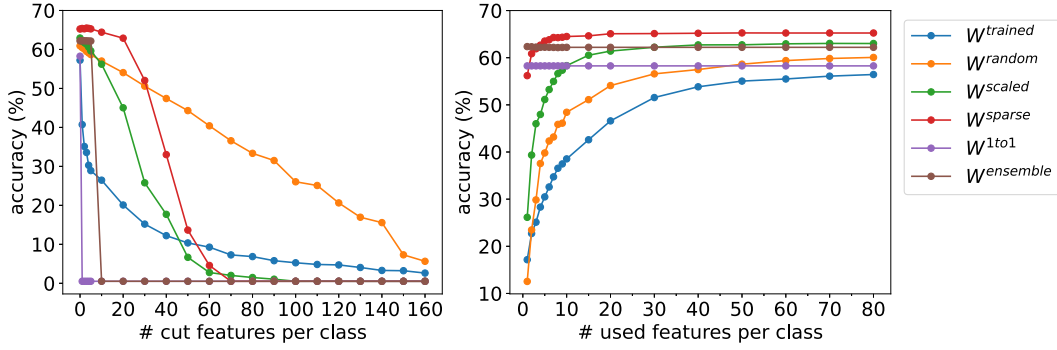 70
60
50
40
30
20
10
0
accuracy (%)
0 20 40 60 80 100 120 140 160
# cut features per class
70
60
50
40
30
20
10
accuracy (%)
0 10 20 30 40 50 60 70 80
# used features per class
W^trained
W^random
W^scaled
W^sparse
W^1to1
W^ensemble